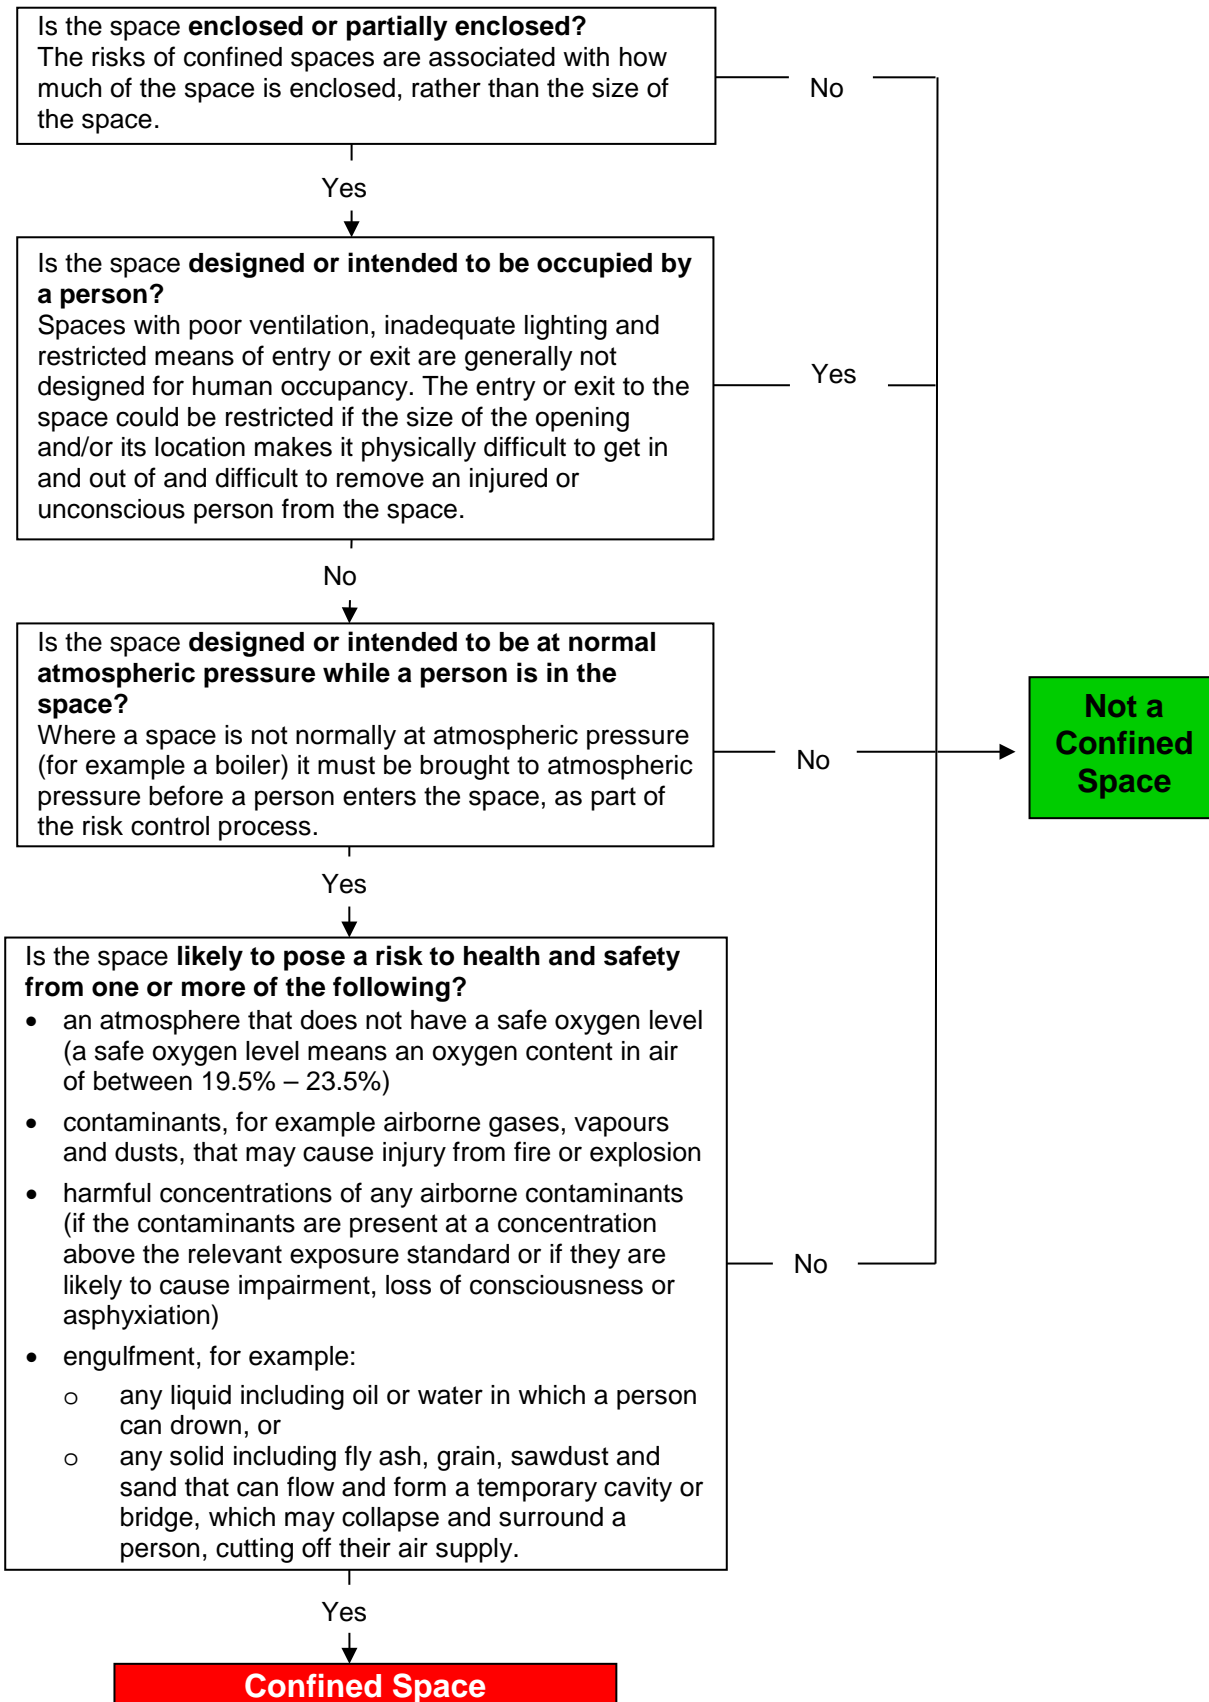 Is the space enclosed or partially enclosed?
The risks of confined spaces are associated with how
much of the space is enclosed, rather than the size of
the space.
No
Yes
Is the space designed or intended to be occupied by
a person?
Spaces with poor ventilation, inadequate lighting and
restricted means of entry or exit are generally not
designed for human occupancy. The entry or exit to the
space could be restricted if the size of the opening
and/or its location makes it physically difficult to get in
and out of and difficult to remove an injured or
unconscious person from the space.
Yes
No
Is the space designed or intended to be at normal
atmospheric pressure while a person is in the
space?
Where a space is not normally at atmospheric pressure
(for example a boiler) it must be brought to atmospheric
pressure before a person enters the space, as part of
the risk control process.
No
Not a
Confined
Space
Yes
Is the space likely to pose a risk to health and safety
from one or more of the following?
• an atmosphere that does not have a safe oxygen level
(a safe oxygen level means an oxygen content in air
of between 19.5% – 23.5%)
• contaminants, for example airborne gases, vapours
and dusts, that may cause injury from fire or explosion
• harmful concentrations of any airborne contaminants
(if the contaminants are present at a concentration
above the relevant exposure standard or if they are
likely to cause impairment, loss of consciousness or
asphyxiation)
• engulfment, for example:
o any liquid including oil or water in which a person
can drown, or
o any solid including fly ash, grain, sawdust and
sand that can flow and form a temporary cavity or
bridge, which may collapse and surround a
person, cutting off their air supply.
No
Yes
Confined Space